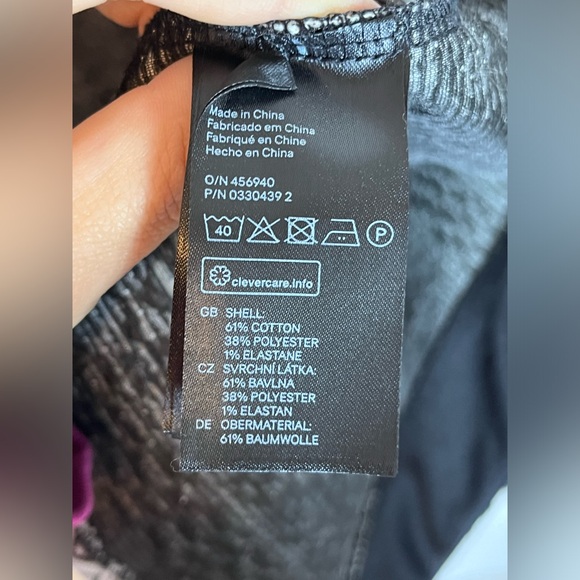 Made in China
Fabricado em China
Fabriqué en Chine
Hecho en China
O/N 456940
P/N 0330439 2
40 P
clevercare.info
GB SHELL:
61% COTTON
38% POLYESTER
1% ELASTANE
CZ SVRCHNÍ LÁTKA:
61% BAVLNA
38% POLYESTER
1% ELASTAN
DE OBERMATERIAL:
61% BAUMWOLLE